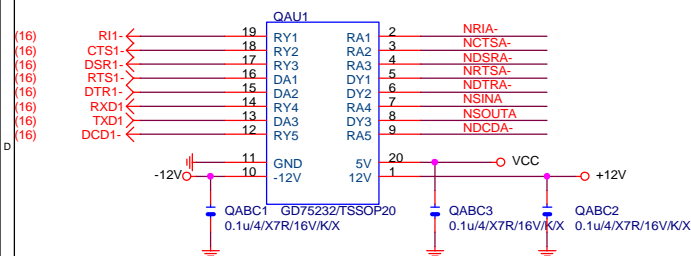 QAU1
(16) RI1- 19 RY1 RA1 2 NRIA-
(16) CTS1- 18 RY2 RA2 3 NCTSA-
(16) DSR1- 17 RY3 RA3 4 NDSRA-
(16) RTS1- 16 DA1 DY1 5 NRTSA-
(16) DTR1- 15 DA2 DY2 6 NDTRA-
(16) RXD1 14 RY4 RA4 7 NSINA
(16) TXD1 13 DA3 DY3 8 NSOUTA
(16) DCD1- 12 RY5 RA5 9 NDCDA-
D
11 GND 5V 20 VCC
-12V 10 -12V 12V 1 +12V
QABC1 GD75232/TSSOP20 QABC3 QABC2
0.1u/4/X7R/16V/K/X 0.1u/4/X7R/16V/K/X 0.1u/4/X7R/16V/K/X